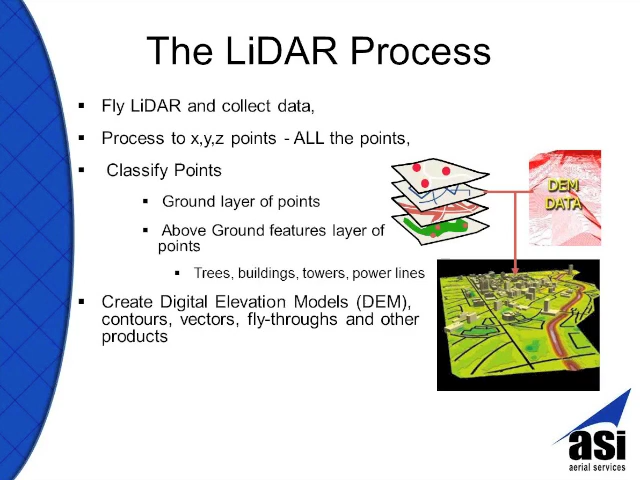 The LiDAR Process
▪ Fly LiDAR and collect data,
▪ Process to x,y,z points - ALL the points,
▪ Classify Points
▪ Ground layer of points
▪ Above Ground features layer of
points
▪ Trees, buildings, towers, power lines
▪ Create Digital Elevation Models (DEM),
contours, vectors, fly-throughs and other
products
DEM
DATA
asi
aerial services